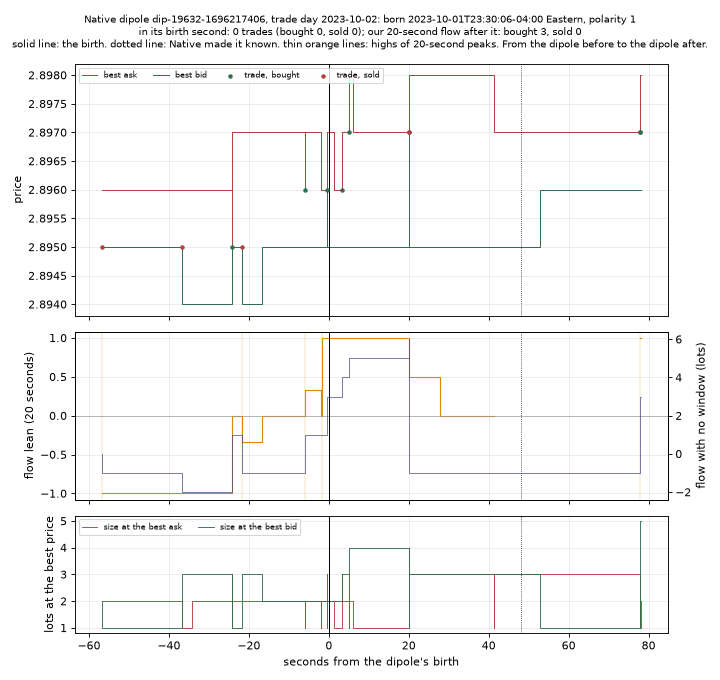 Native dipole dip-19632-1696217406, trade day 2023-10-02: born 2023-10-01T23:30:06-04:00 Eastern, polarity 1
in its birth second: 0 trades (bought 0, sold 0); our 20-second flow after it: bought 3, sold 0
solid line: the birth. dotted line: Native made it known. thin orange lines: highs of 20-second peaks. From the dipole before to the dipole after.
best ask best bid trade, bought trade, sold
2.8980
2.8975
2.8970
2.8965
2.8960
2.8955
2.8950
2.8945
2.8940
price
1.0
0.5
0.0
−0.5
−1.0
flow lean (20 seconds)
6
4
2
0
−2
flow with no window (lots)
size at the best ask size at the best bid
5
4
3
2
1
lots at the best price
−60 −40 −20 0 20 40 60 80
seconds from the dipole's birth